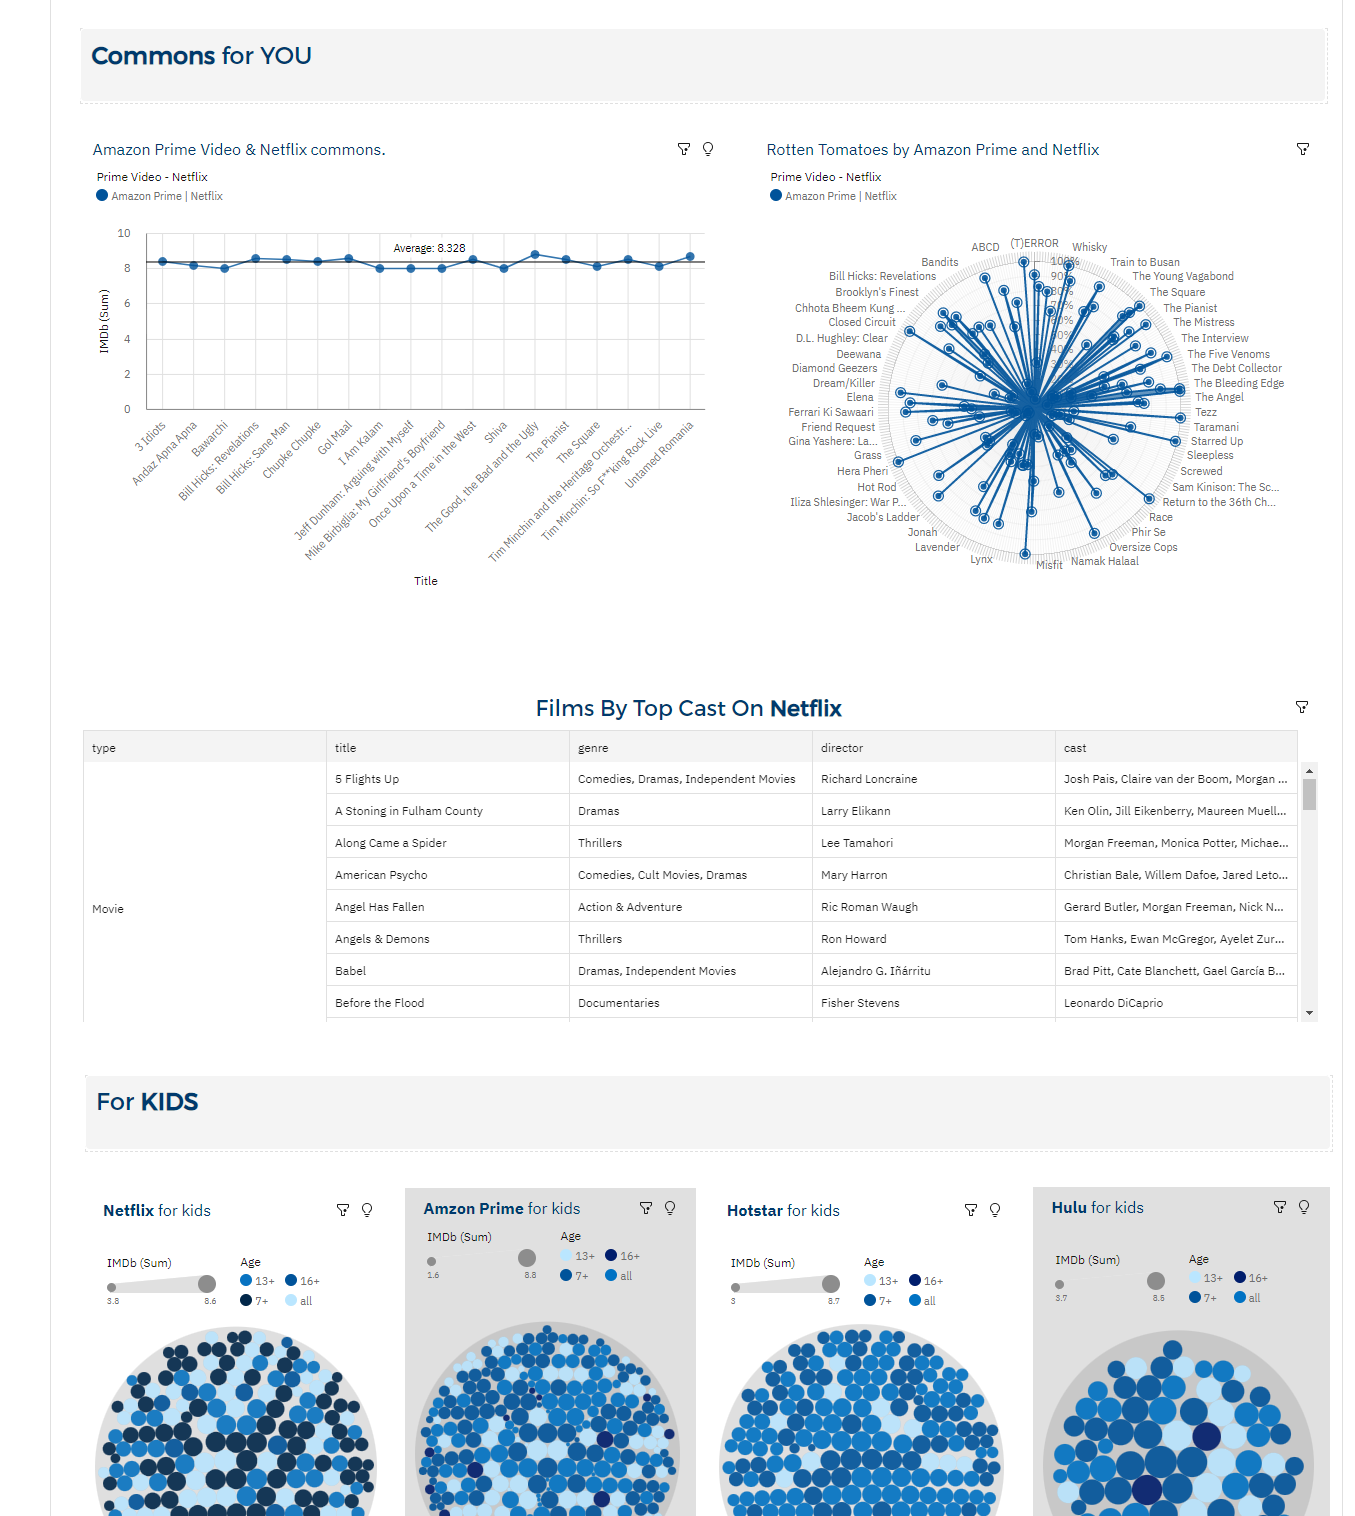 Commons for YOU
Amazon Prime Video & Netflix commons.
Prime Video - Netflix
Amazon Prime | Netflix
10
8
6
4
2
0
IMDb (Sum)
Average: 8.328
3 Idiots
Andaz Apna Apna
Bawarchi
Bill Hicks: Revelations
Bill Hicks: Sane Man
Chupke Chupke
Gol Maal
I Am Kalam
Jeff Dunham: Arguing with Myself
Mike Birbiglia: My Girlfriend's Boyfriend
Once Upon a Time in the West
Shiva
The Good, the Bad and the Ugly
The Pianist
The Square
Tim Minchin and the Heritage Orchestr...
Tim Minchin: So F**king Rock Live
Untamed Romania
Title
Rotten Tomatoes by Amazon Prime and Netflix
Prime Video - Netflix
Amazon Prime | Netflix
(T)ERROR
Whisky
Train to Busan
The Young Vagabond
The Square
The Pianist
The Mistress
The Interview
The Five Venoms
The Debt Collector
The Bleeding Edge
The Angel
Tezz
Taramani
Starred Up
Sleepless
Screwed
Sam Kinison: The Sc...
Return to the 36th Ch...
Race
Phir Se
Oversize Cops
Namak Halaal
Misfit
Lynx
Lavender
Jonah
Jacob's Ladder
Iliza Shlesinger: War P...
Hot Rod
Hera Pheri
Grass
Gina Yashere: La...
Friend Request
Ferrari Ki Sawaari
Elena
Dream/Killer
Diamond Geezers
Deewana
D.L. Hughley: Clear
Closed Circuit
Chhota Bheem Kung ...
Brooklyn's Finest
Bill Hicks: Revelations
Bandits
ABCD
100%
90%
80%
Films By Top Cast On Netflix
type title genre director cast
Movie
5 Flights Up Comedies, Dramas, Independent Movies Richard Loncraine Josh Pais, Claire van der Boom, Morgan ...
A Stoning in Fulham County Dramas Larry Elikann Ken Olin, Jill Eikenberry, Maureen Muell...
Along Came a Spider Thrillers Lee Tamahori Morgan Freeman, Monica Potter, Michae...
American Psycho Comedies, Cult Movies, Dramas Mary Harron Christian Bale, Willem Dafoe, Jared Leto...
Angel Has Fallen Action & Adventure Ric Roman Waugh Gerard Butler, Morgan Freeman, Nick N...
Angels & Demons Thrillers Ron Howard Tom Hanks, Ewan McGregor, Ayelet Zur...
Babel Dramas, Independent Movies Alejandro G. Iñárritu Brad Pitt, Cate Blanchett, Gael García B...
Before the Flood Documentaries Fisher Stevens Leonardo DiCaprio
For KIDS
Netflix for kids
IMDb (Sum)
3.8 8.6
Age
13+ 16+
7+ all
Amzon Prime for kids
IMDb (Sum)
1.6 8.8
Age
13+ 16+
7+ all
Hotstar for kids
IMDb (Sum)
3 8.7
Age
13+ 16+
7+ all
Hulu for kids
IMDb (Sum)
3.7 8.5
Age
13+ 16+
7+ all